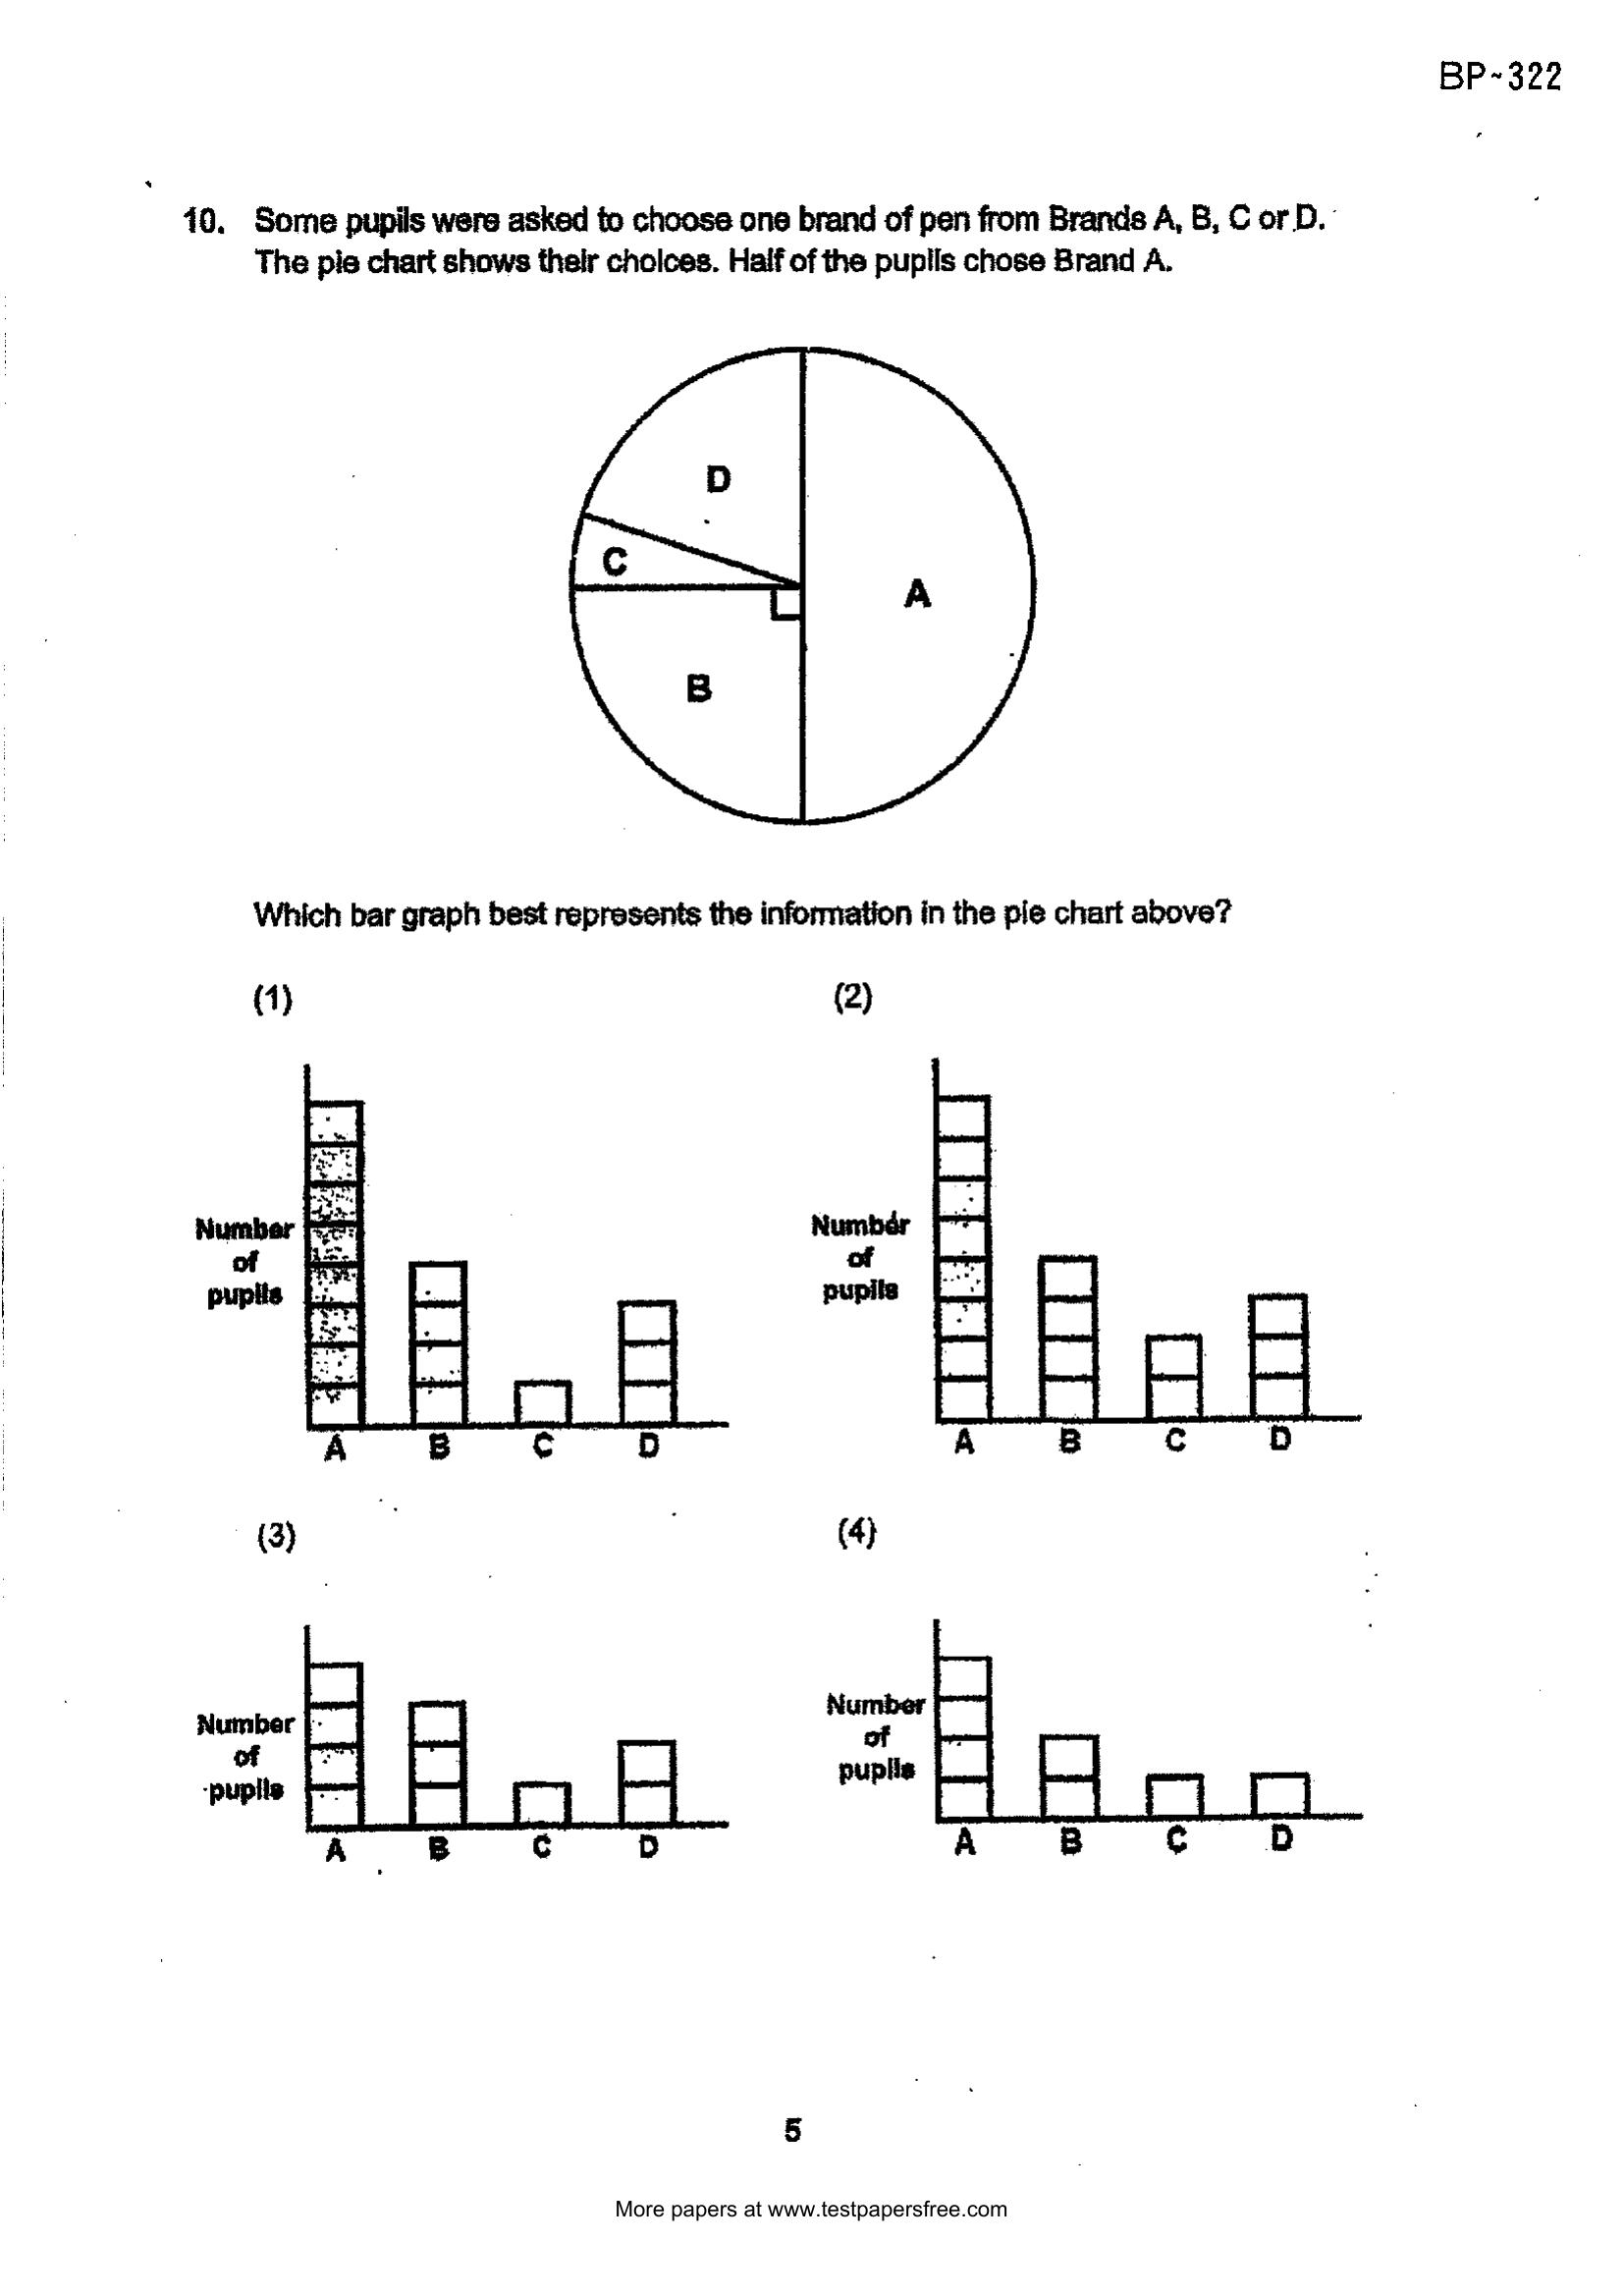 BP~322
10. Some pupils were asked to choose one brand of pen from Brands A, B, C or D.
The pie chart shows their choices. Half of the pupils chose Brand A.
D
C
A
B
Which bar graph best represents the information in the pie chart above?
(1)
(2)
Number
of
pupils
A B C D
Number
of
pupils
A B C D
(3)
(4)
Number
of
pupils
A B C D
Number
of
pupils
A B C D
5
More papers at www.testpapersfree.com